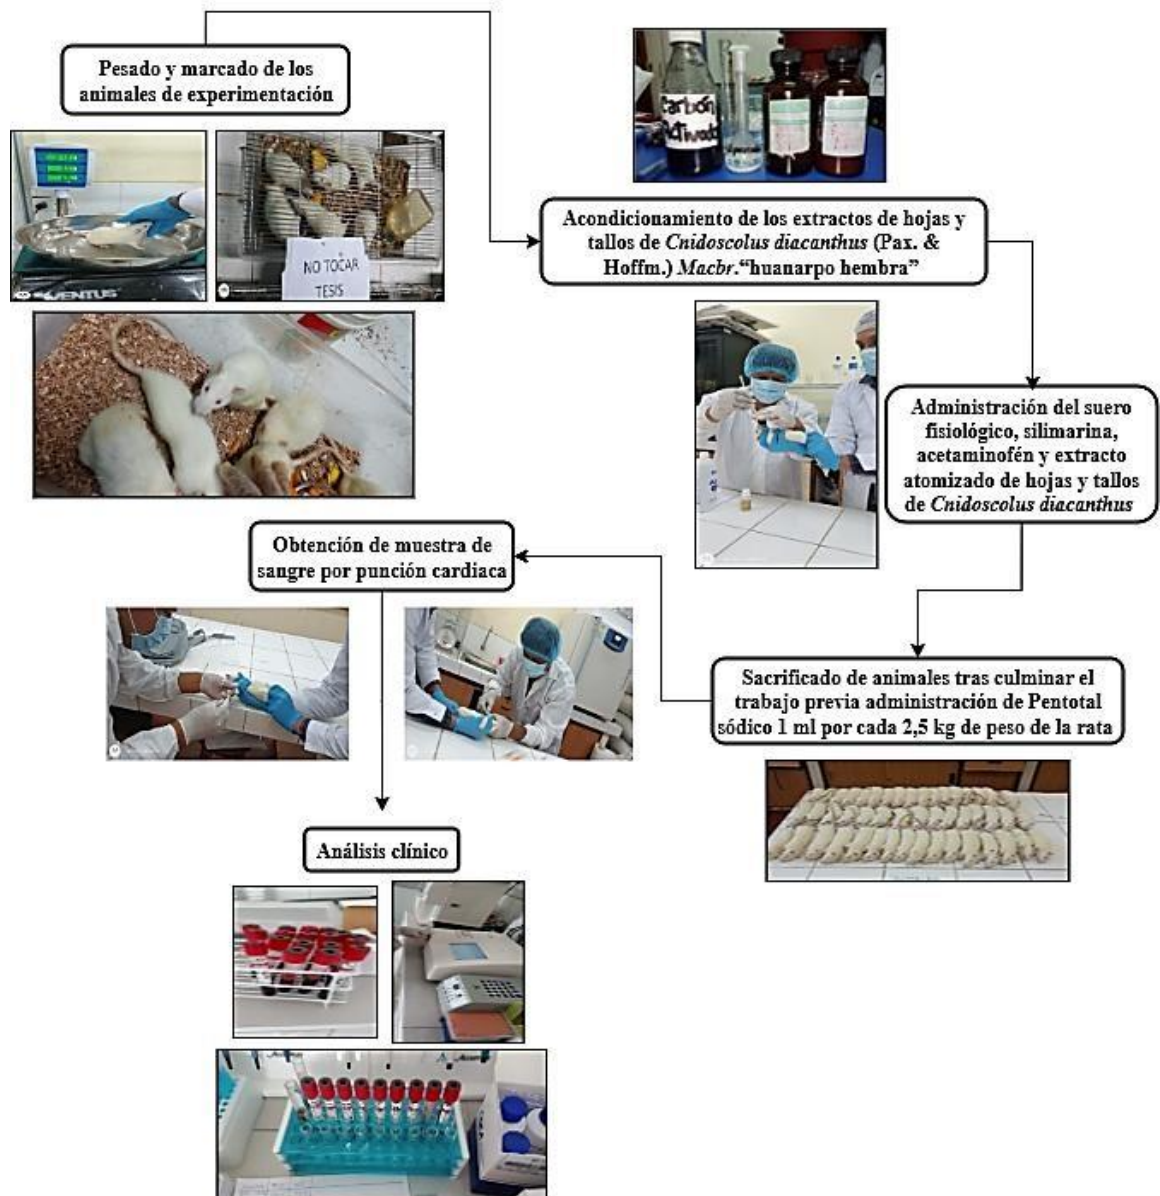 Pesado y marcado de los
animales de experimentación
carbón
Activado
NO TOCAR
TESIS
VENTUS
Acondicionamiento de los extractos de hojas y
tallos de Cnidoscolus diacanthus (Pax. &
Hoffm.) Macbr.“huanarpo hembra”
Administración del suero
fisiológico, silimarina,
acetaminofén y extracto
atomizado de hojas y tallos
de Cnidoscolus diacanthus
Obtención de muestra de
sangre por punción cardiaca
Sacrificado de animales tras culminar el
trabajo previa administración de Pentotal
sódico 1 ml por cada 2,5 kg de peso de la rata
Análisis clínico